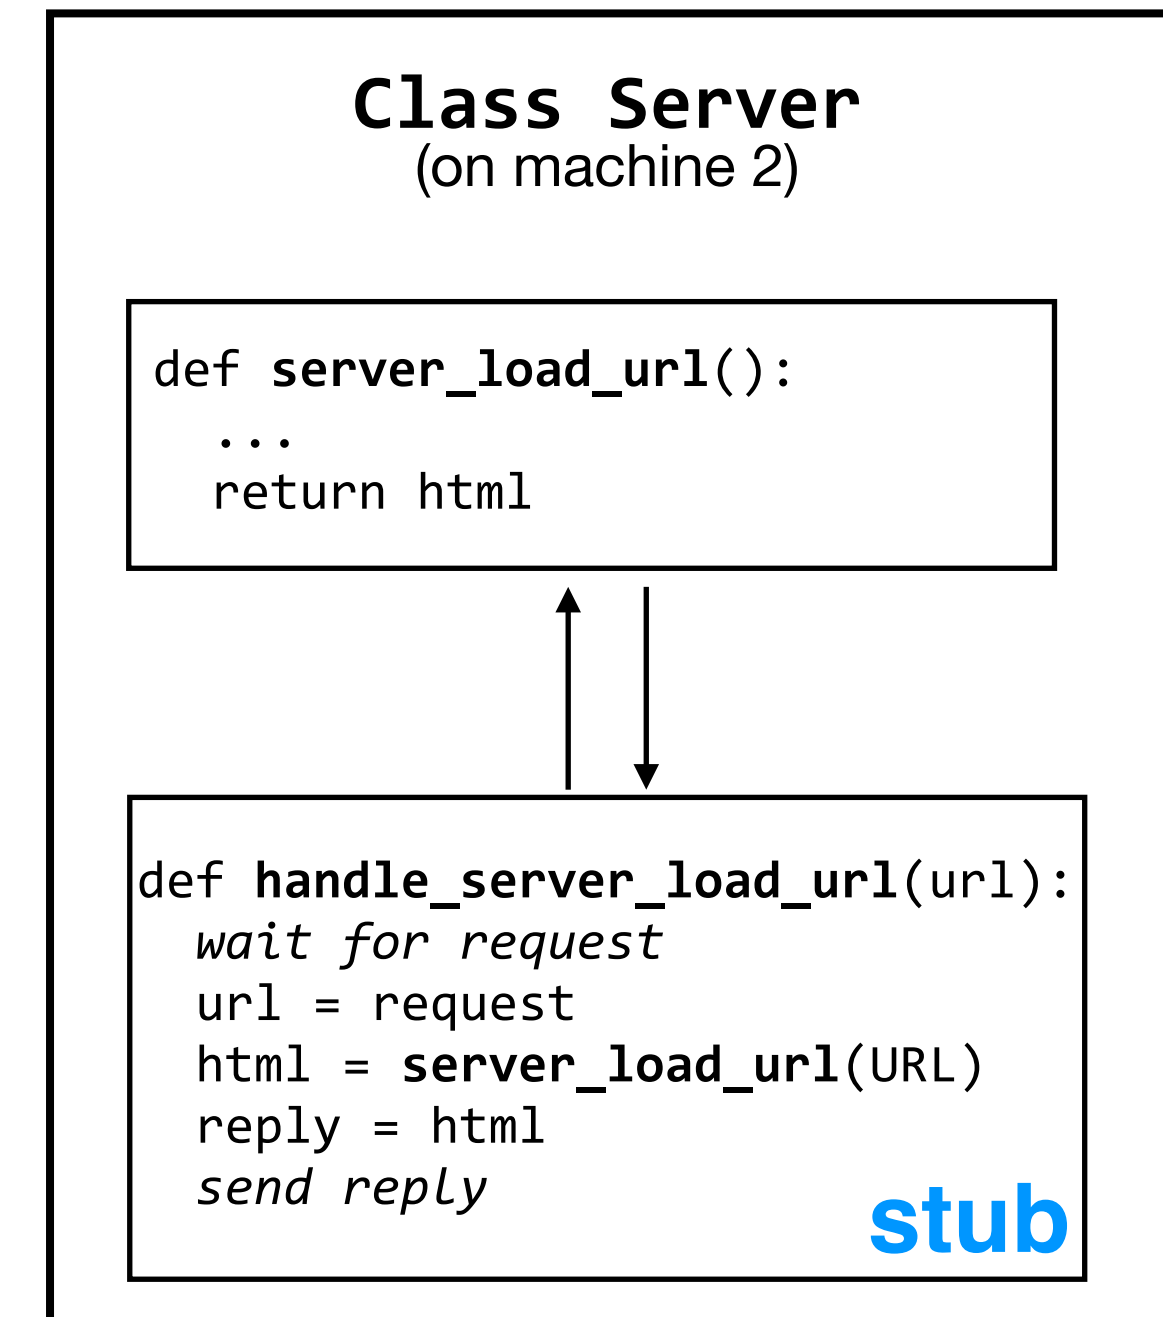 Class Server
(on machine 2)
def server_load_url():
...
return html
def handle_server_load_url(url):
wait for request
url = request
html = server_load_url(URL)
reply = html
send reply
stub